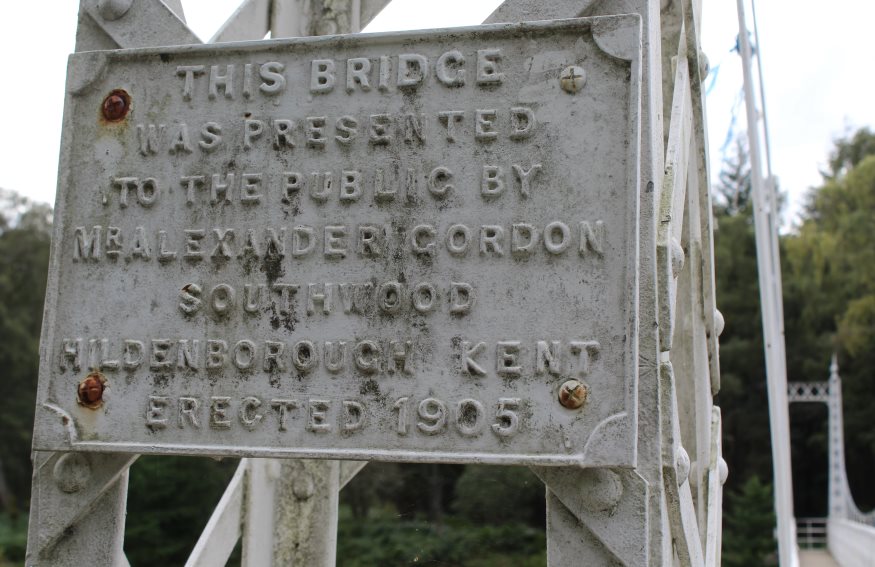 THIS BRIDGE
WAS PRESENTED
TO THE PUBLIC BY
MR ALEXANDER GORDON
SOUTHWOOD
HILDENBOROUGH KENT
ERECTED 1905